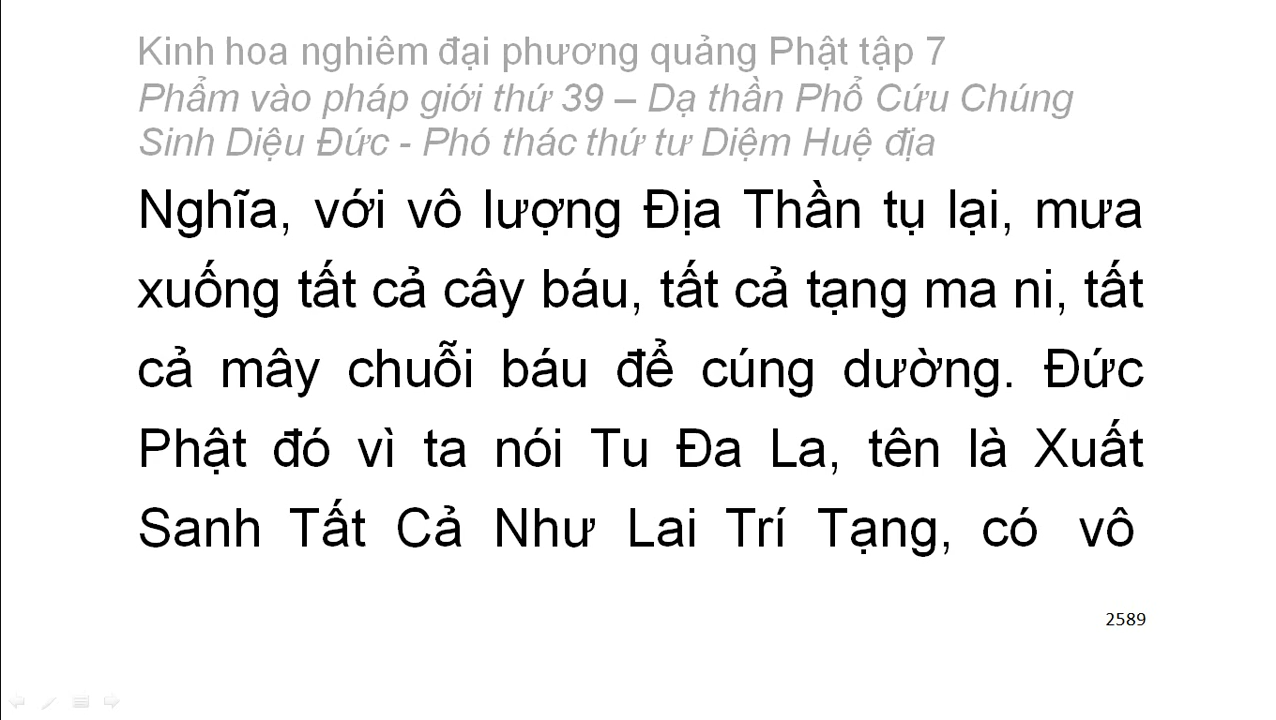 Kinh hoa nghiêm đại phương quảng Phật tập 7
Phẩm vào pháp giới thứ 39 – Dạ thần Phổ Cứu Chúng
Sinh Diệu Đức - Phó thác thứ tư Diệm Huệ địa
Nghĩa, với vô lượng Địa Thần tụ lại, mưa
xuống tất cả cây báu, tất cả tạng ma ni, tất
cả mây chuỗi báu để cúng dường. Đức
Phật đó vì ta nói Tu Đa La, tên là Xuất
Sanh Tất Cả Như Lai Trí Tạng, có vô
2589